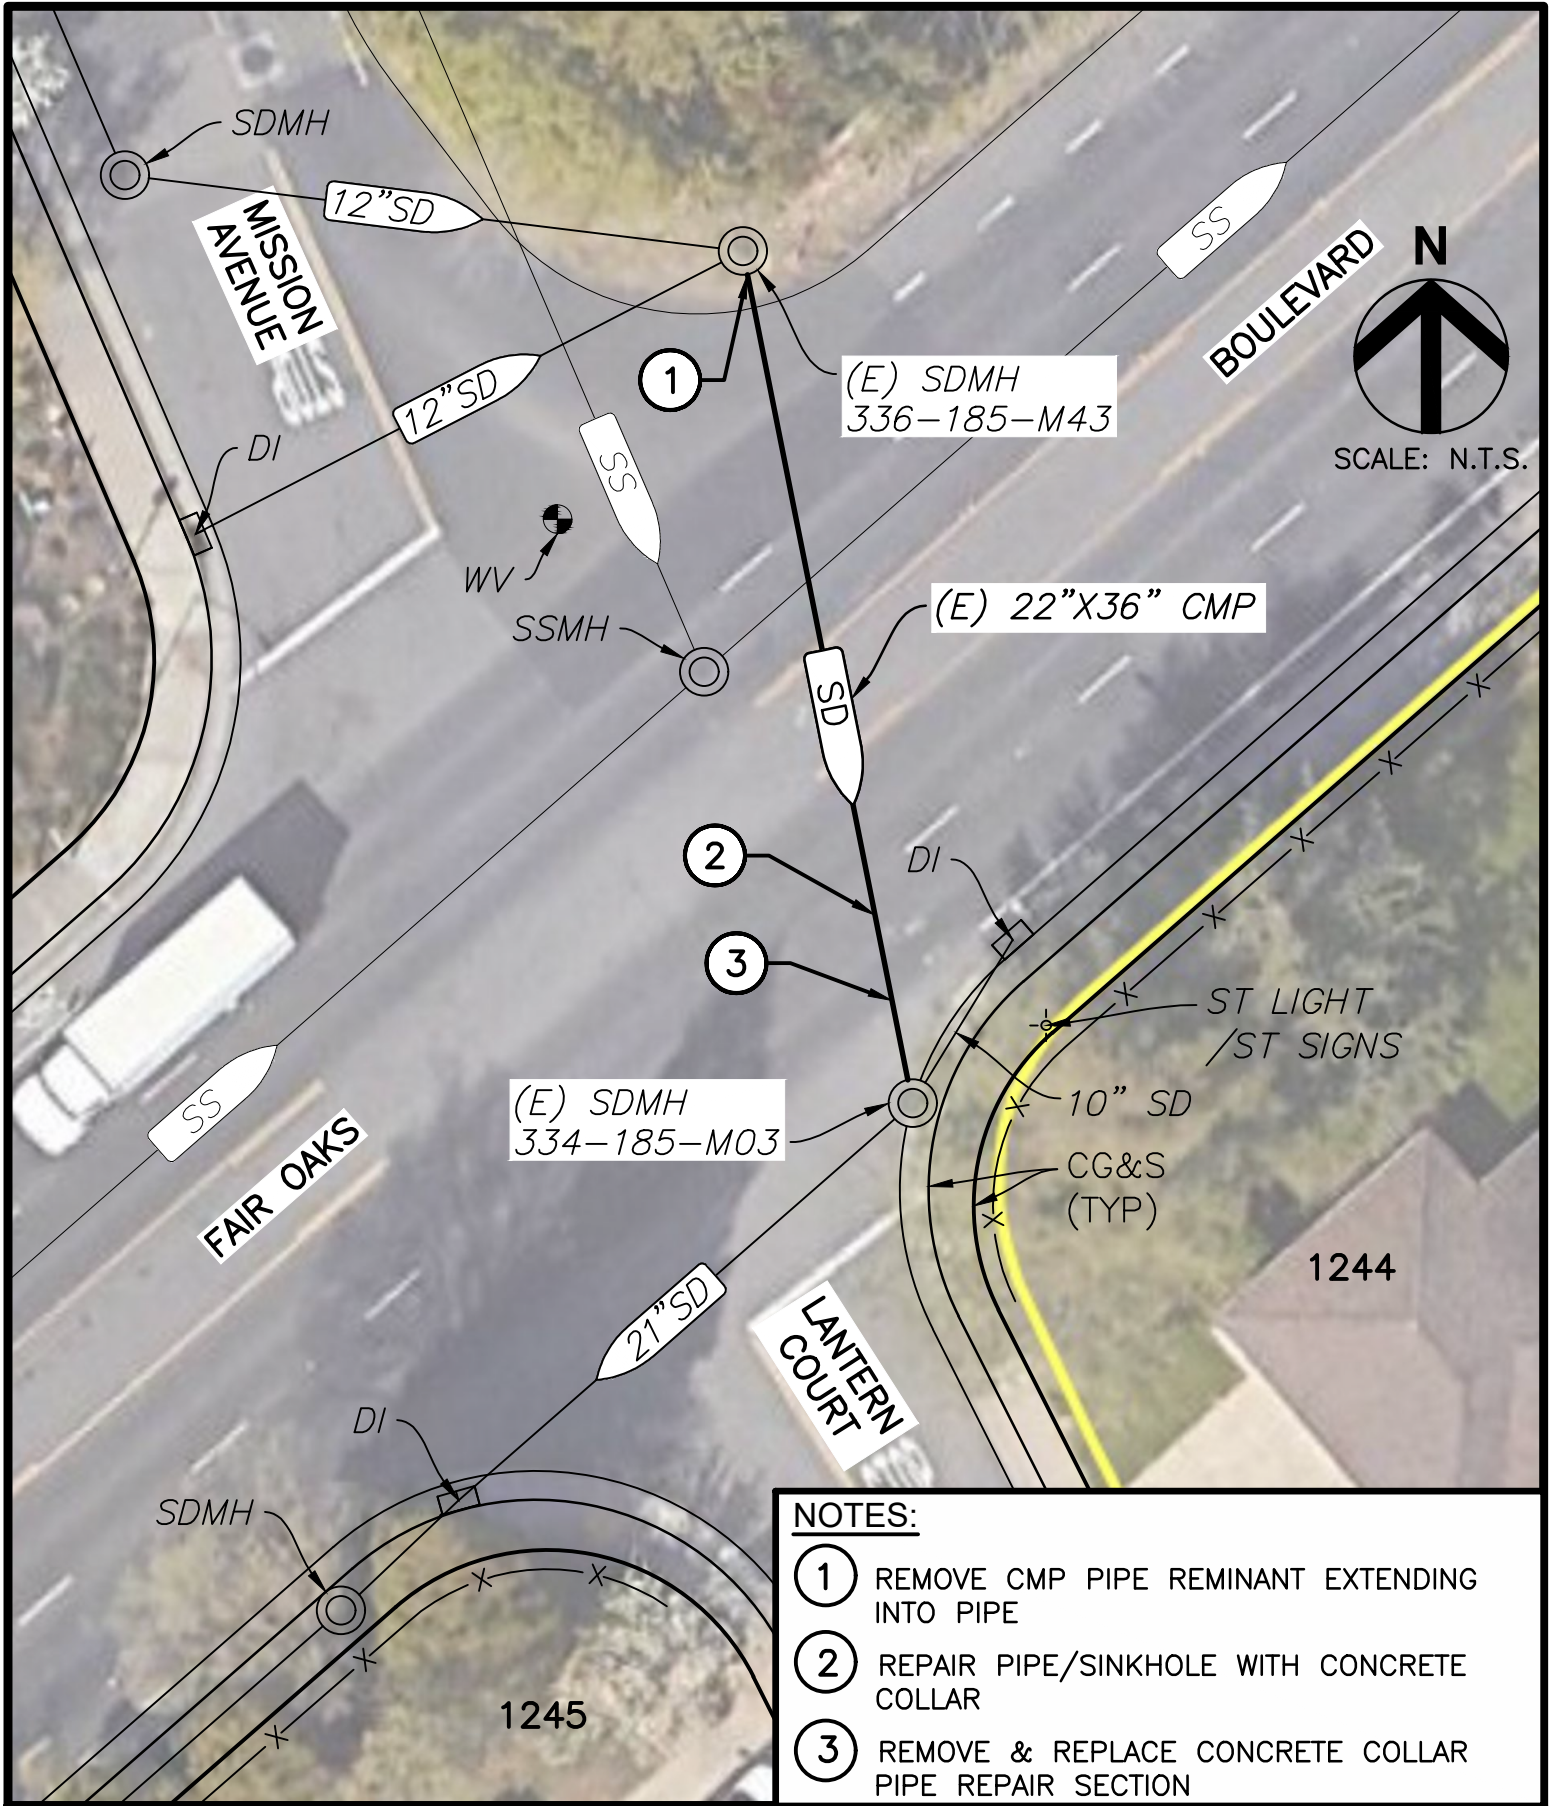 SDMH
12"SD
MISSION
AVENUE
12"SD
DI
1
(E) SDMH
336-185-M43
SS
BOULEVARD
N
SCALE: N.T.S.
SS
WV
SSMH
(E) 22"X36" CMP
SD
2
DI
3
ST LIGHT
/ST SIGNS
(E) SDMH
334-185-M03
10" SD
CG&S
(TYP)
SS
FAIR OAKS
1244
21"SD
LANTERN
COURT
DI
SDMH
1245
NOTES:
1 REMOVE CMP PIPE REMINANT EXTENDING
INTO PIPE
2 REPAIR PIPE/SINKHOLE WITH CONCRETE
COLLAR
3 REMOVE & REPLACE CONCRETE COLLAR
PIPE REPAIR SECTION
X
X
X
X
X
X
X
X
X
X
X
X
STOP
STOP